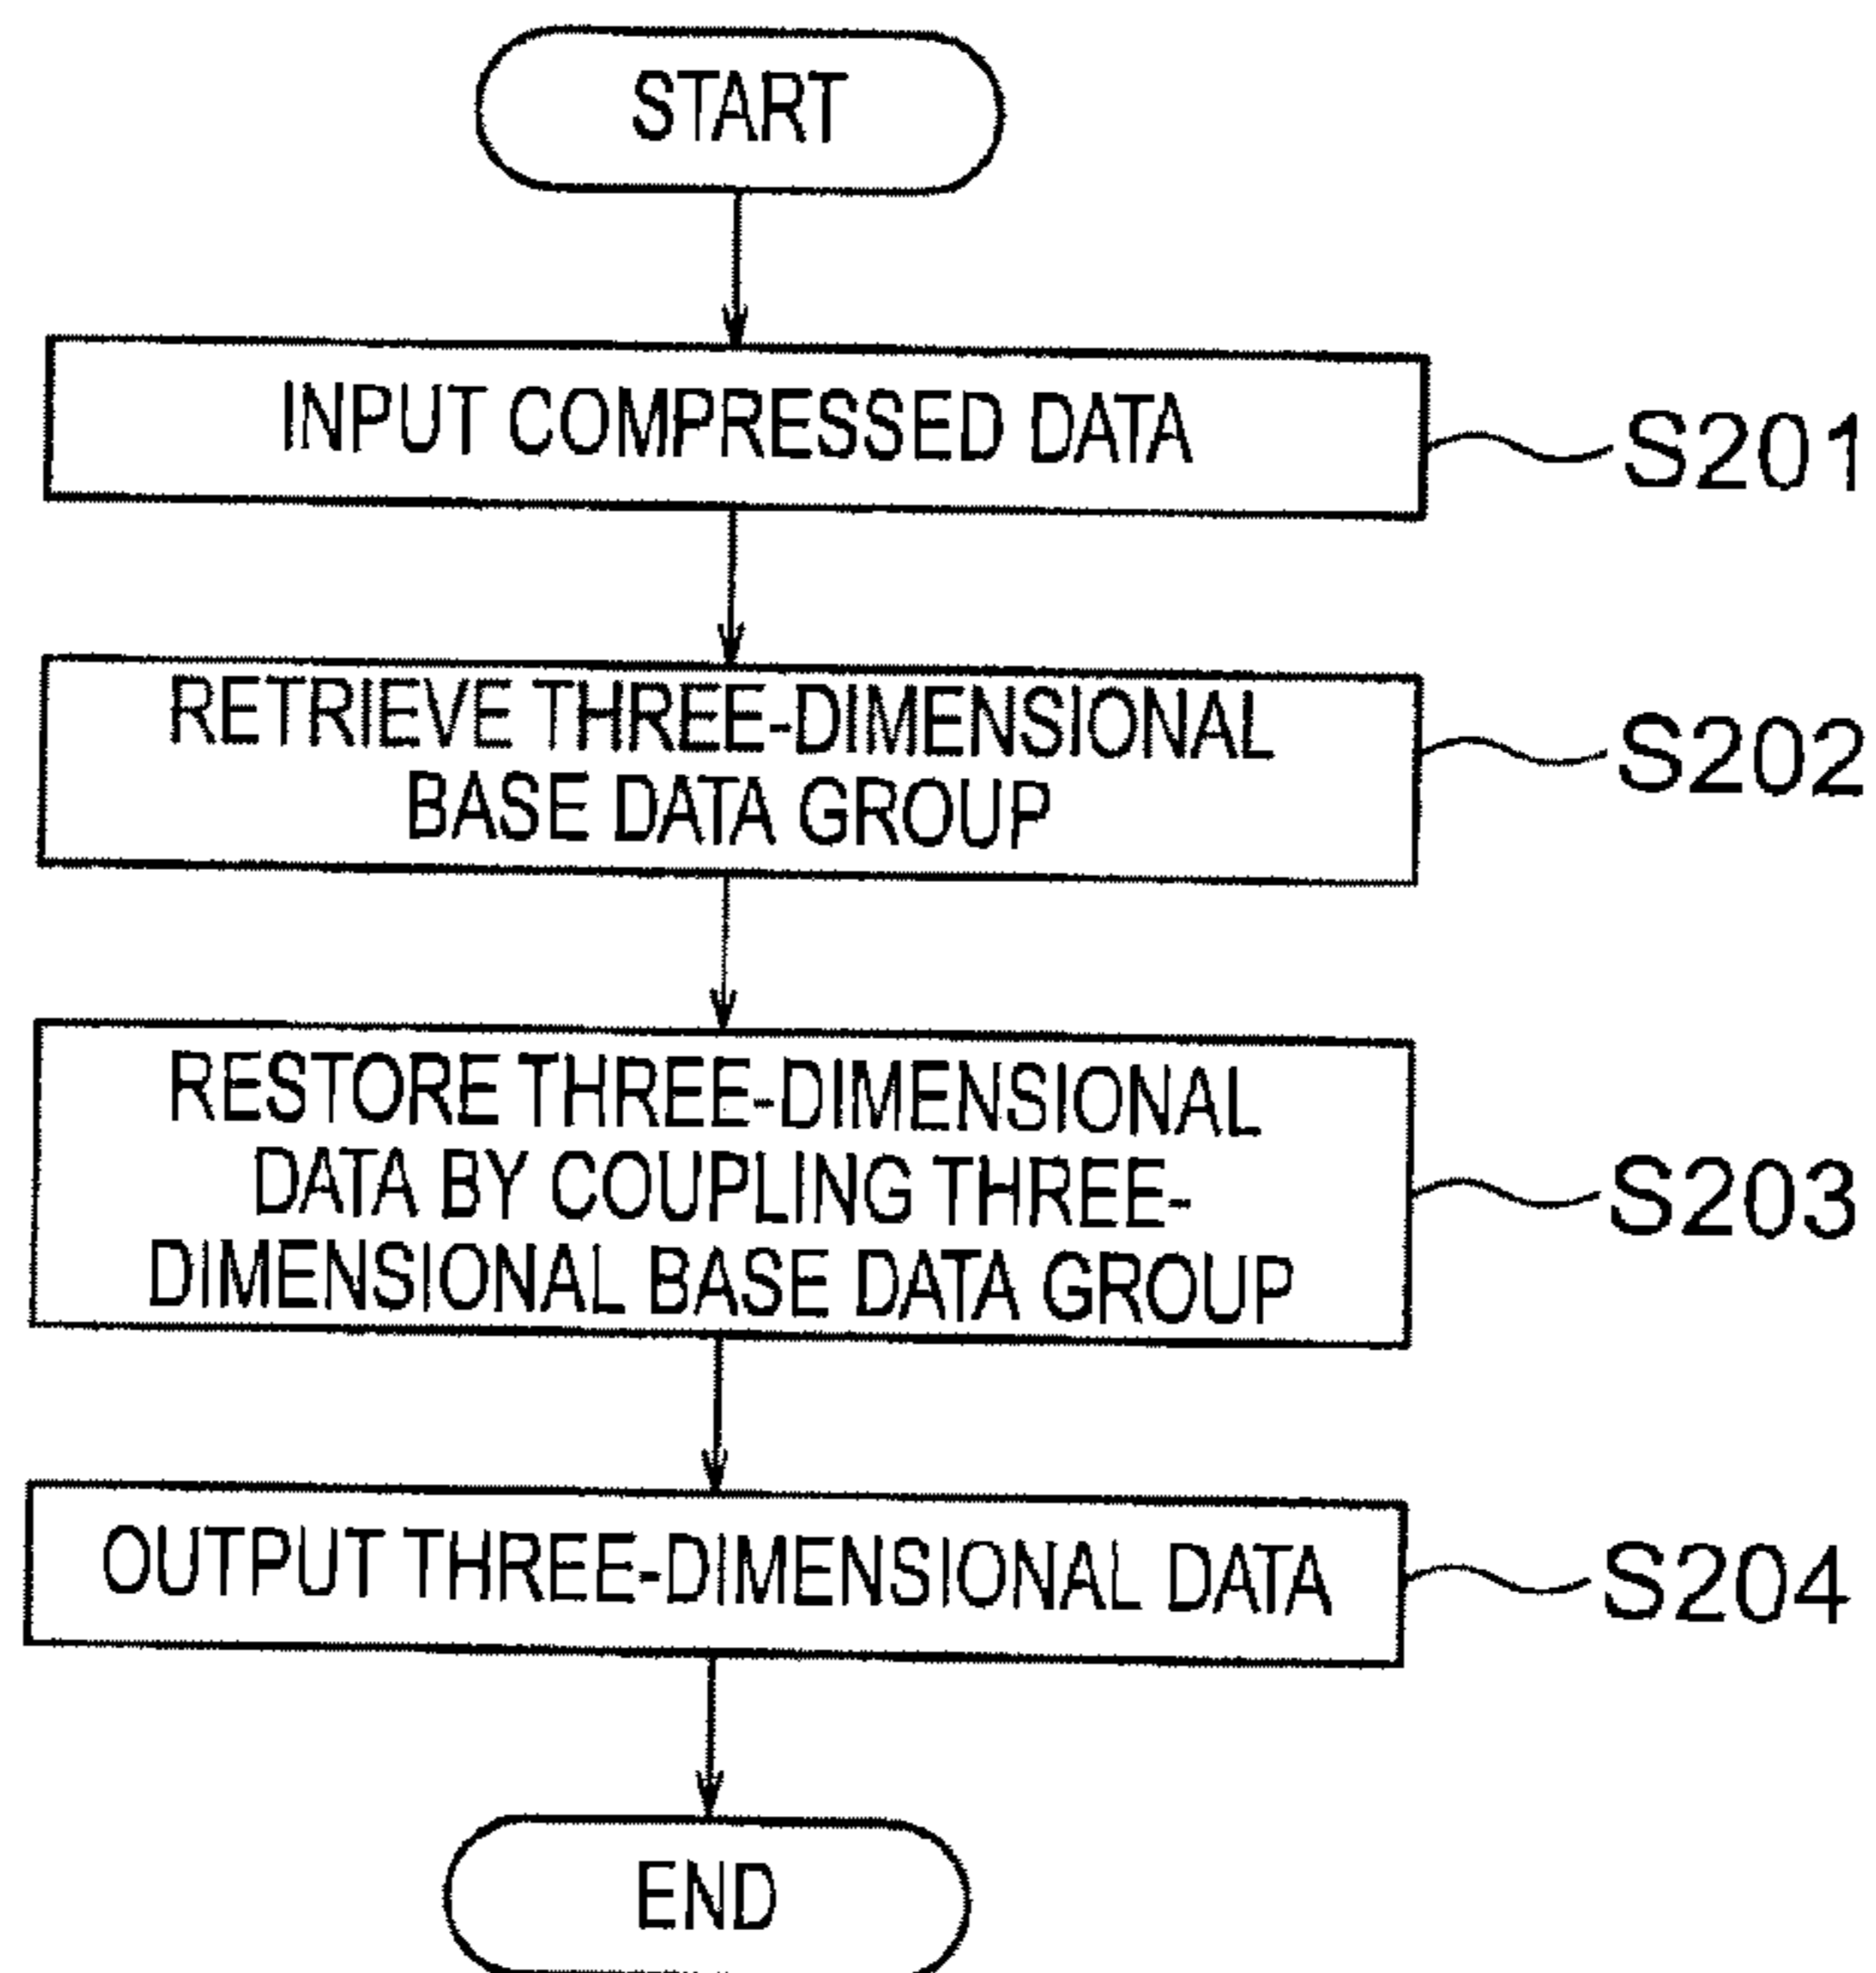 START
INPUT COMPRESSED DATA
S201
RETRIEVE THREE-DIMENSIONAL
BASE DATA GROUP
S202
RESTORE THREE-DIMENSIONAL
DATA BY COUPLING THREE-
DIMENSIONAL BASE DATA GROUP
S203
OUTPUT THREE-DIMENSIONAL DATA
S204
END